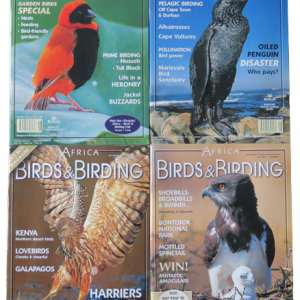 GARDEN BIRDS
SPECIAL
• Nests
• Feeding
• Bird-friendly
gardens
PRIME BIRDING
- Nossob
- Tuli Block
Life in a
HERONRY
Jackal
BUZZARDS
PELAGIC BIRDING
Off Cape Town
& Durban
Albatrosses
Cape Vultures
POLLINATION
Bird power
Marievale
Bird
Sanctuary
OILED
PENGUIN
DISASTER
Who pays?
AFRICA
BIRDS & BIRDING
KENYA
Northern desert birds
LOVEBIRDS
Cheeky & cheerful
GALAPAGOS
HARRIERS
AFRICA
BIRDS & BIRDING
SHOEBILLS,
BROADBILLS
&
BONTEBOK
NATIONAL
PARK
MOTTLED
SPINETAIL
WIN!
FANTASTIC
BINOCULARS